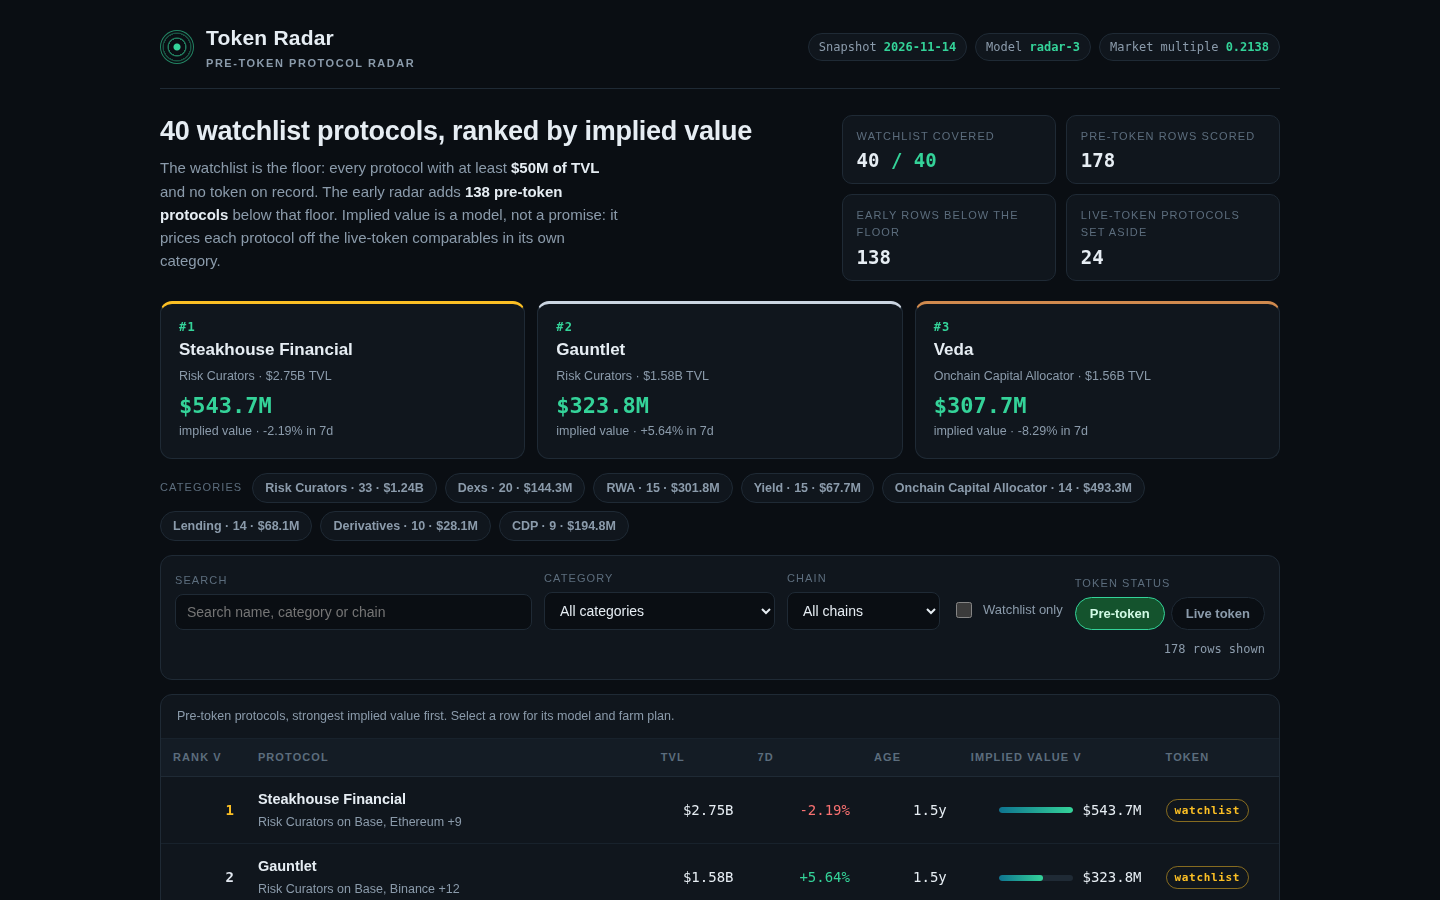 Token Radar
PRE-TOKEN PROTOCOL RADAR
Snapshot 2026-11-14
Model radar-3
Market multiple 0.2138
40 watchlist protocols, ranked by implied value
The watchlist is the floor: every protocol with at least $50M of TVL
and no token on record. The early radar adds 138 pre-token
protocols below that floor. Implied value is a model, not a promise: it
prices each protocol off the live-token comparables in its own
category.
WATCHLIST COVERED
40 / 40
PRE-TOKEN ROWS SCORED
178
EARLY ROWS BELOW THE
FLOOR
138
LIVE-TOKEN PROTOCOLS
SET ASIDE
24
#1
Steakhouse Financial
Risk Curators · $2.75B TVL
$543.7M
implied value · -2.19% in 7d
#2
Gauntlet
Risk Curators · $1.58B TVL
$323.8M
implied value · +5.64% in 7d
#3
Veda
Onchain Capital Allocator · $1.56B TVL
$307.7M
implied value · -8.29% in 7d
CATEGORIES
Risk Curators · 33 · $1.24B
Dexs · 20 · $144.3M
RWA · 15 · $301.8M
Yield · 15 · $67.7M
Onchain Capital Allocator · 14 · $493.3M
Lending · 14 · $68.1M
Derivatives · 10 · $28.1M
CDP · 9 · $194.8M
SEARCH
Search name, category or chain
CATEGORY
All categories
CHAIN
All chains
Watchlist only
TOKEN STATUS
Pre-token
Live token
178 rows shown
Pre-token protocols, strongest implied value first. Select a row for its model and farm plan.
RANK V
PROTOCOL
TVL
7D
AGE
IMPLIED VALUE V
TOKEN
1
Steakhouse Financial
Risk Curators on Base, Ethereum +9
$2.75B
-2.19%
1.5y
$543.7M
watchlist
2
Gauntlet
Risk Curators on Base, Binance +12
$1.58B
+5.64%
1.5y
$323.8M
watchlist